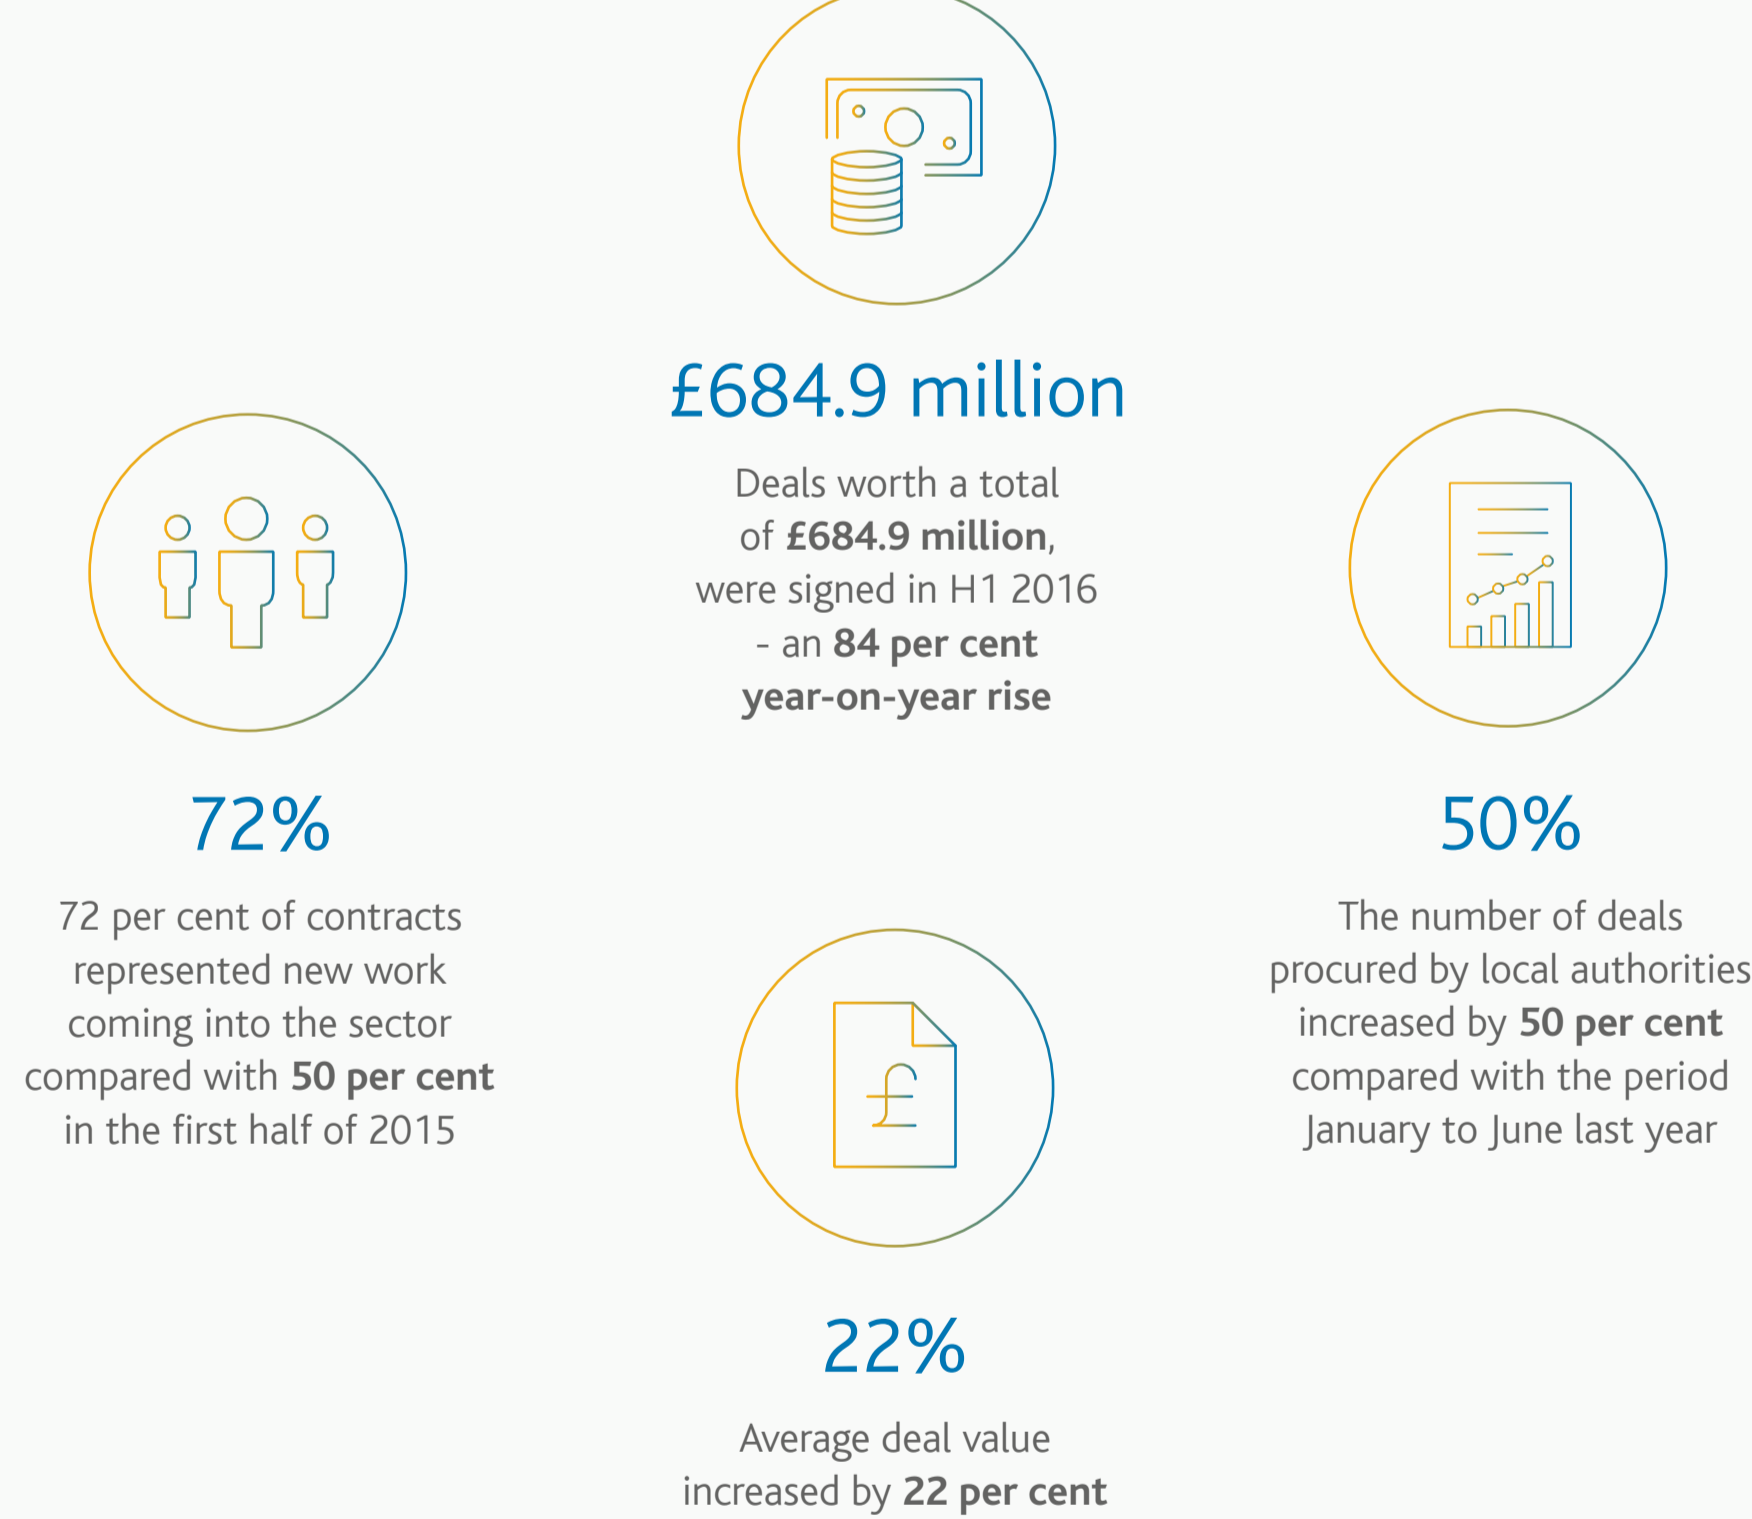 £684.9 million
Deals worth a total
of £684.9 million,
were signed in H1 2016
- an 84 per cent
year-on-year rise
72%
72 per cent of contracts
represented new work
coming into the sector
compared with 50 per cent
in the first half of 2015
50%
The number of deals
procured by local authorities
increased by 50 per cent
compared with the period
January to June last year
£
22%
Average deal value
increased by 22 per cent